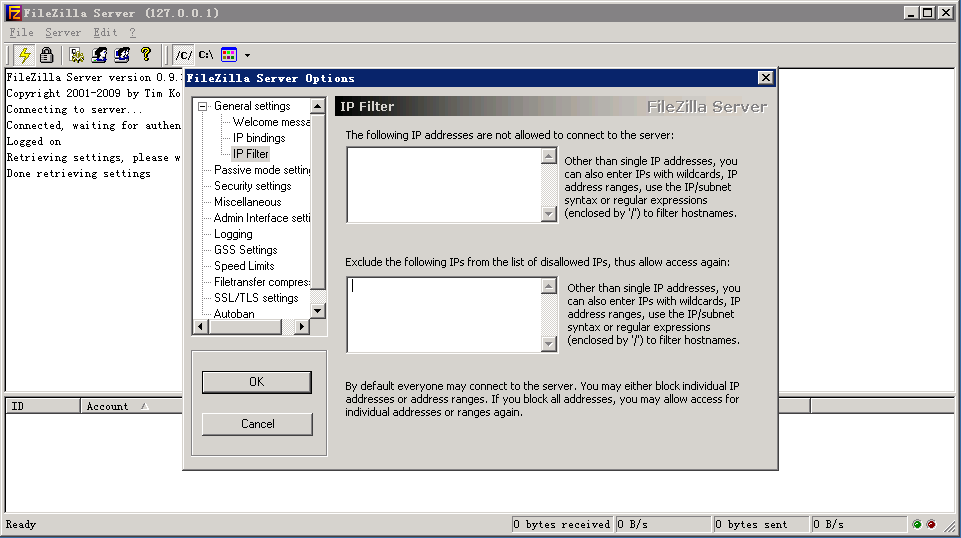 FileZilla Server (127.0.0.1)
File Server Edit ?
/C/ C:\
FileZilla Server version 0.9.
Copyright 2001-2009 by Tim Ko
Connecting to server...
Connected, waiting for authen
Logged on
Retrieving settings, please w
Done retrieving settings
FileZilla Server Options
General settings
Welcome messa
IP bindings
IP Filter
Passive mode settin
Security settings
Miscellaneous
Admin Interface setti
Logging
GSS Settings
Speed Limits
Filetransfer compres
SSL/TLS settings
Autoban
OK
Cancel
IP Filter
FileZilla Server
The following IP addresses are not allowed to connect to the server:
Other than single IP addresses, you
can also enter IPs with wildcards, IP
address ranges, use the IP/subnet
syntax or regular expressions
(enclosed by '/') to filter hostnames.
Exclude the following IPs from the list of disallowed IPs, thus allow access again:
Other than single IP addresses, you
can also enter IPs with wildcards, IP
address ranges, use the IP/subnet
syntax or regular expressions
(enclosed by '/') to filter hostnames.
By default everyone may connect to the server. You may either block individual IP
addresses or address ranges. If you block all addresses, you may allow access for
individual addresses or ranges again.
ID Account
Ready
0 bytes received 0 B/s 0 bytes sent 0 B/s